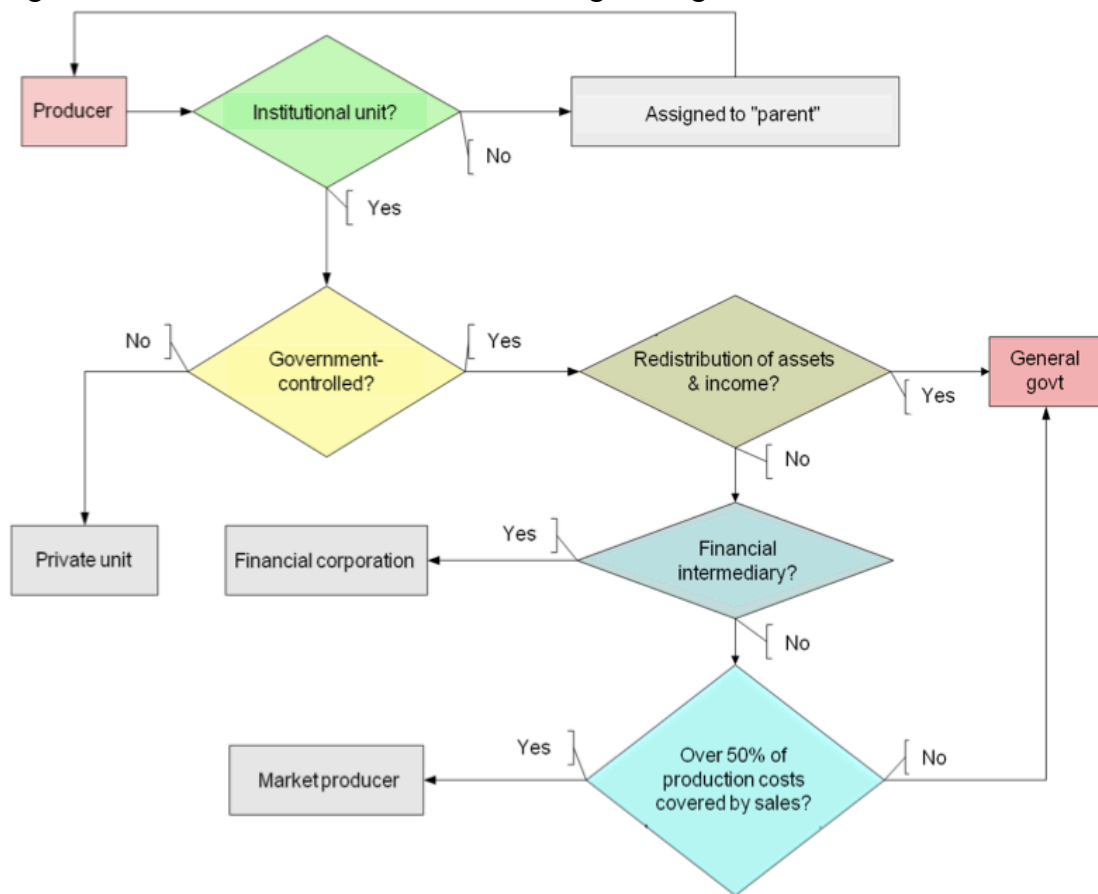 Producer
Institutional unit?
Assigned to "parent"
No
Yes
No
Government-
controlled?
Yes
Redistribution of assets
& income?
Yes
General
govt
No
Private unit
Financial corporation
Yes
Financial
intermediary?
No
Market producer
Yes
Over 50% of
production costs
covered by sales?
No